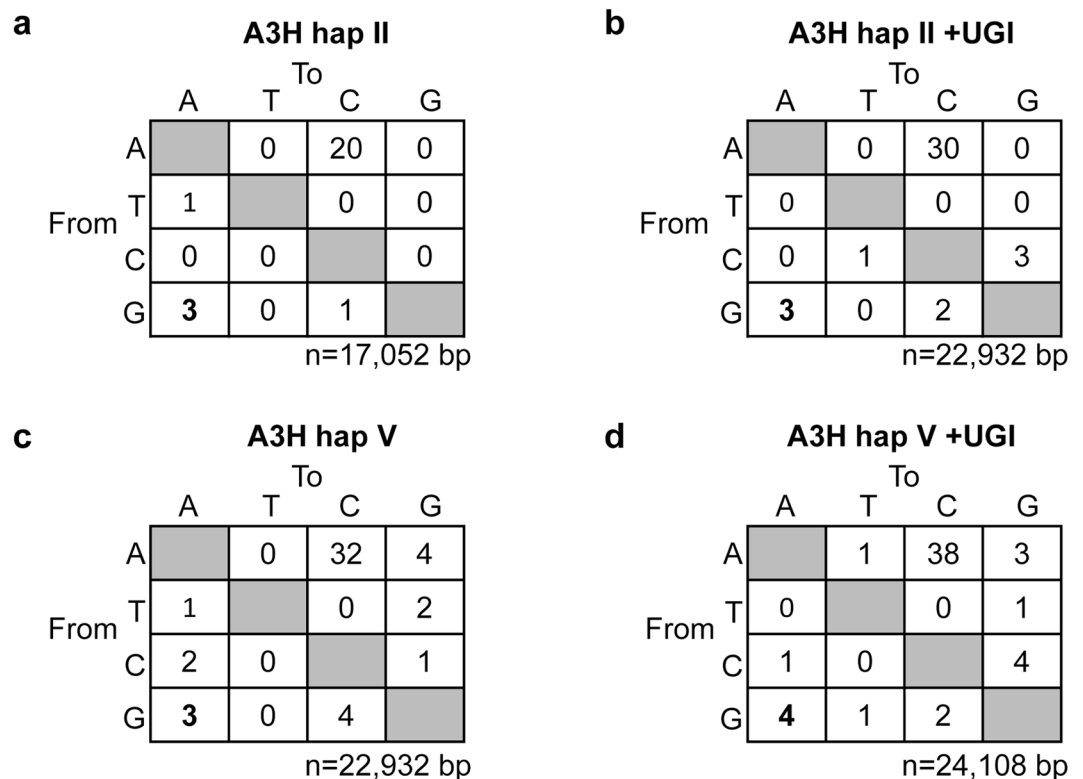 a
A3H hap II
To
A T C G
A 0 20 0
From T 1 0 0
C 0 0 0
G 3 0 1
n=17,052 bp
b
A3H hap II +UGI
To
A T C G
A 0 30 0
From T 0 0 0
C 0 1 3
G 3 0 2
n=22,932 bp
c
A3H hap V
To
A T C G
A 0 32 4
From T 1 0 2
C 2 0 1
G 3 0 4
n=22,932 bp
d
A3H hap V +UGI
To
A T C G
A 1 38 3
From T 0 0 1
C 1 0 4
G 4 1 2
n=24,108 bp